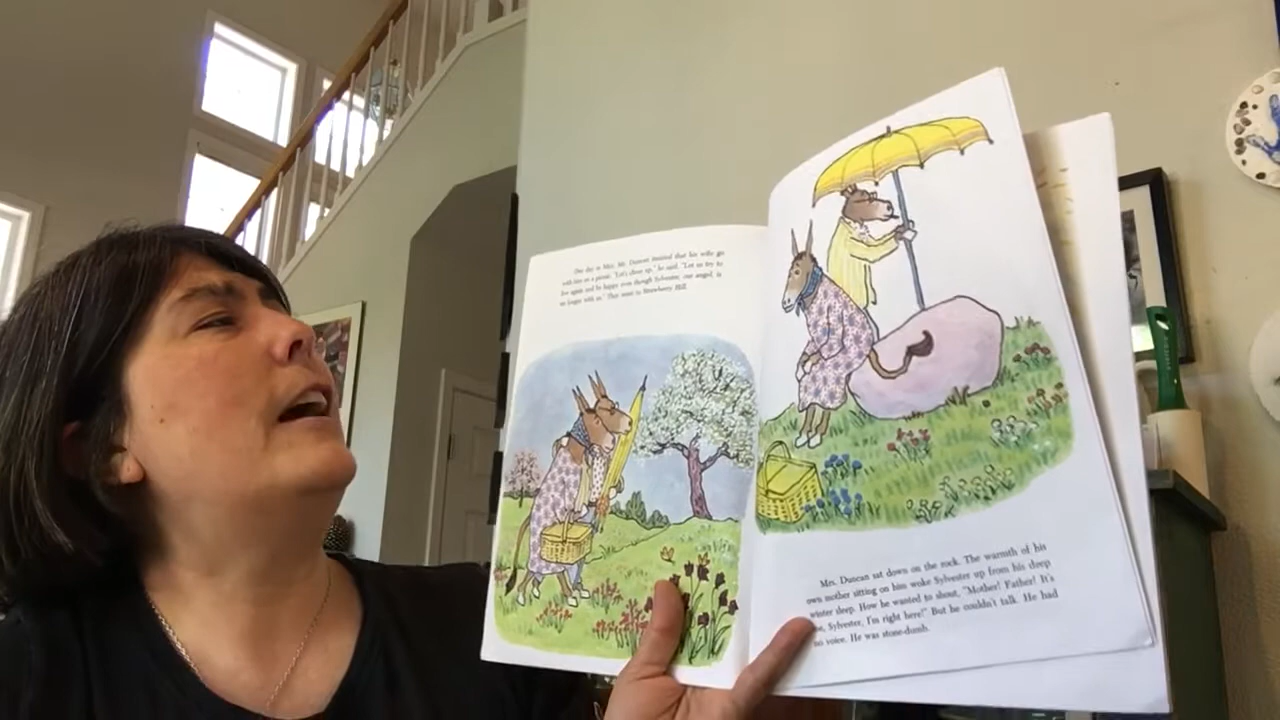 One day in May, Mr. Duncan insisted that his wife go
with him on a picnic. "Let's cheer up," he said. "Let us try to
live again and be happy even though Sylvester, our angel, is
no longer with us." They went to Strawberry Hill.
Mrs. Duncan sat down on the rock. The warmth of his
own mother sitting on him woke Sylvester up from his deep
winter sleep. How he wanted to shout, "Mother! Father! It's
Sylvester, I'm right here!" But he couldn't talk. He had
no voice. He was stone-dumb.